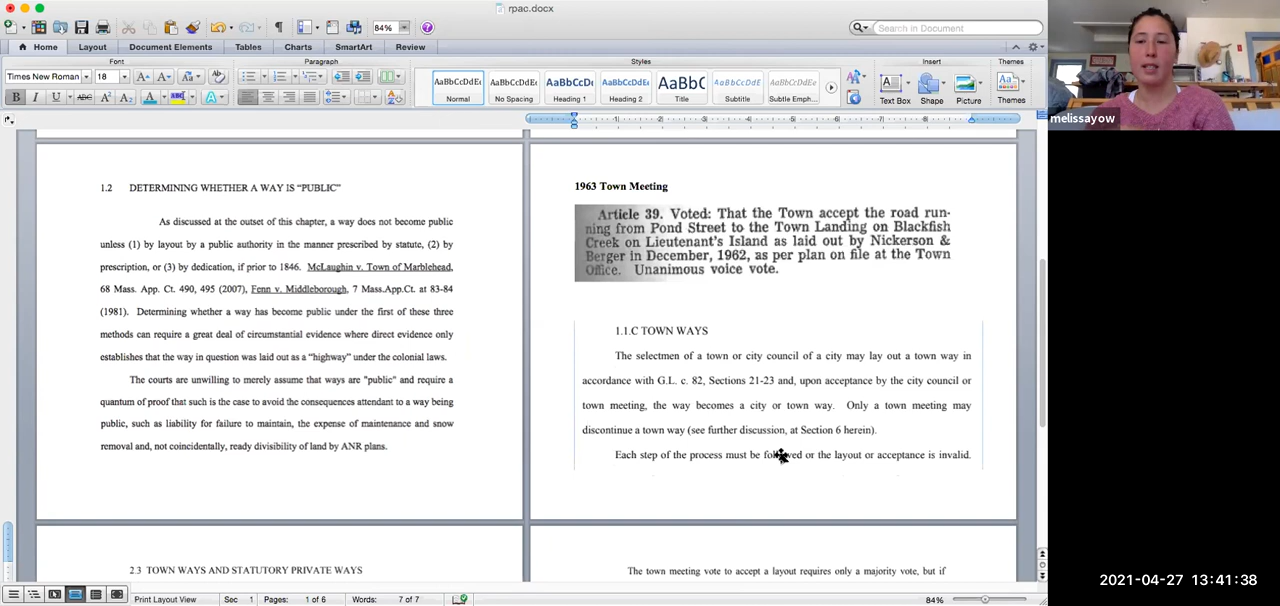 rpac.docx
84%
Search in Document
Home
Layout
Document Elements
Tables
Charts
SmartArt
Review
Font
Paragraph
Styles
Insert
Themes
Times New Roman
18
AaBbCcDdEe
Normal
AaBbCcDdEe
No Spacing
AaBbCcDc
Heading 1
AaBbCcDdE
Heading 2
AaBbC
Title
AaBbCcDdEe
Subtitle
AaBbCcDdEe
Subtle Emph...
Text Box
Shape
Picture
Themes
melissayow
1.2 DETERMINING WHETHER A WAY IS "PUBLIC"
As discussed at the outset of this chapter, a way does not become public
unless (1) by layout by a public authority in the manner prescribed by statute, (2) by
prescription, or (3) by dedication, if prior to 1846. McLaughlin v. Town of Marblehead,
68 Mass. App. Ct. 490, 495 (2007), Fenn v. Middleborough, 7 Mass.App.Ct. at 83-84
(1981). Determining whether a way has become public under the first of these three
methods can require a great deal of circumstantial evidence where direct evidence only
establishes that the way in question was laid out as a "highway" under the colonial laws.
The courts are unwilling to merely assume that ways are "public" and require a
quantum of proof that such is the case to avoid the consequences attendant to a way being
public, such as liability for failure to maintain, the expense of maintenance and snow
removal and, not coincidentally, ready divisibility of land by ANR plans.
1963 Town Meeting
Article 39. Voted: That the Town accept the road run-
ning from Pond Street to the Town Landing on Blackfish
Creek on Lieutenant's Island as laid out by Nickerson &
Berger in December, 1962, as per plan on file at the Town
Office. Unanimous voice vote.
1.1.C TOWN WAYS
The selectmen of a town or city council of a city may lay out a town way in
accordance with G.L. c. 82, Sections 21-23 and, upon acceptance by the city council or
town meeting, the way becomes a city or town way. Only a town meeting may
discontinue a town way (see further discussion, at Section 6 herein).
Each step of the process must be followed or the layout or acceptance is invalid.
2.3 TOWN WAYS AND STATUTORY PRIVATE WAYS
The town meeting vote to accept a layout requires only a majority vote, but if
Print Layout View
Sec 1
Pages: 1 of 6
Words: 7 of 7
84%
2021-04-27 13:41:38